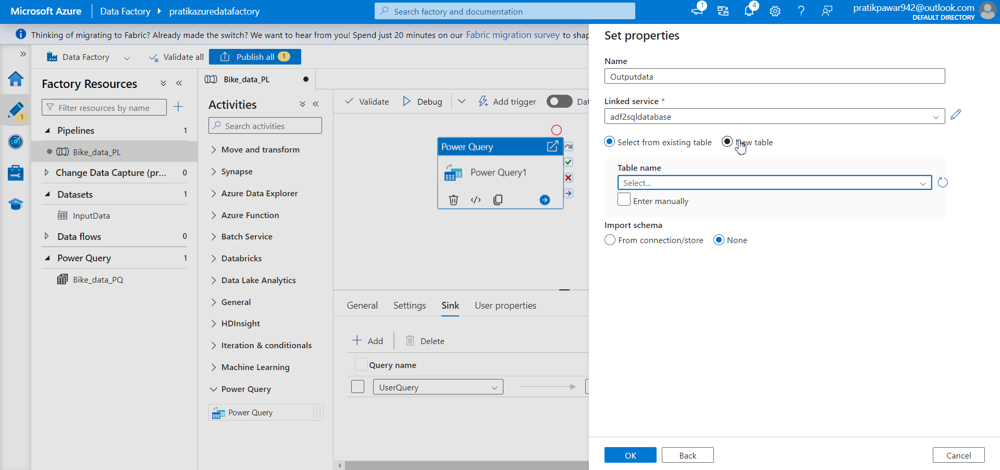 Microsoft Azure
Data Factory
pratikazuredatafactory
Search factory and documentation
1
4
pratikpawar942@outlook.com
DEFAULT DIRECTORY
Thinking of migrating to Fabric? Already made the switch? We want to hear from you! Spend just 20 minutes on our Fabric migration survey to shap
Data Factory
Validate all
Publish all 1
1
Factory Resources
Filter resources by name
Pipelines 1
Bike_data_PL
Change Data Capture (pr... 0
Datasets 1
InputData
Data flows 0
Power Query 1
Bike_data_PQ
Bike_data_PL
Activities
Search activities
Move and transform
Synapse
Azure Data Explorer
Azure Function
Batch Service
Databricks
Data Lake Analytics
General
HDInsight
Iteration & conditionals
Machine Learning
Power Query
Power Query
Validate
Debug
Add trigger
Dat
Power Query
Power Query1
General
Settings
Sink
User properties
Add
Delete
Query name
UserQuery
Set properties
Name
Outputdata
Linked service *
adf2sqldatabase
Select from existing table
table
Table name
Select...
Enter manually
Import schema
From connection/store
None
OK
Back
Cancel